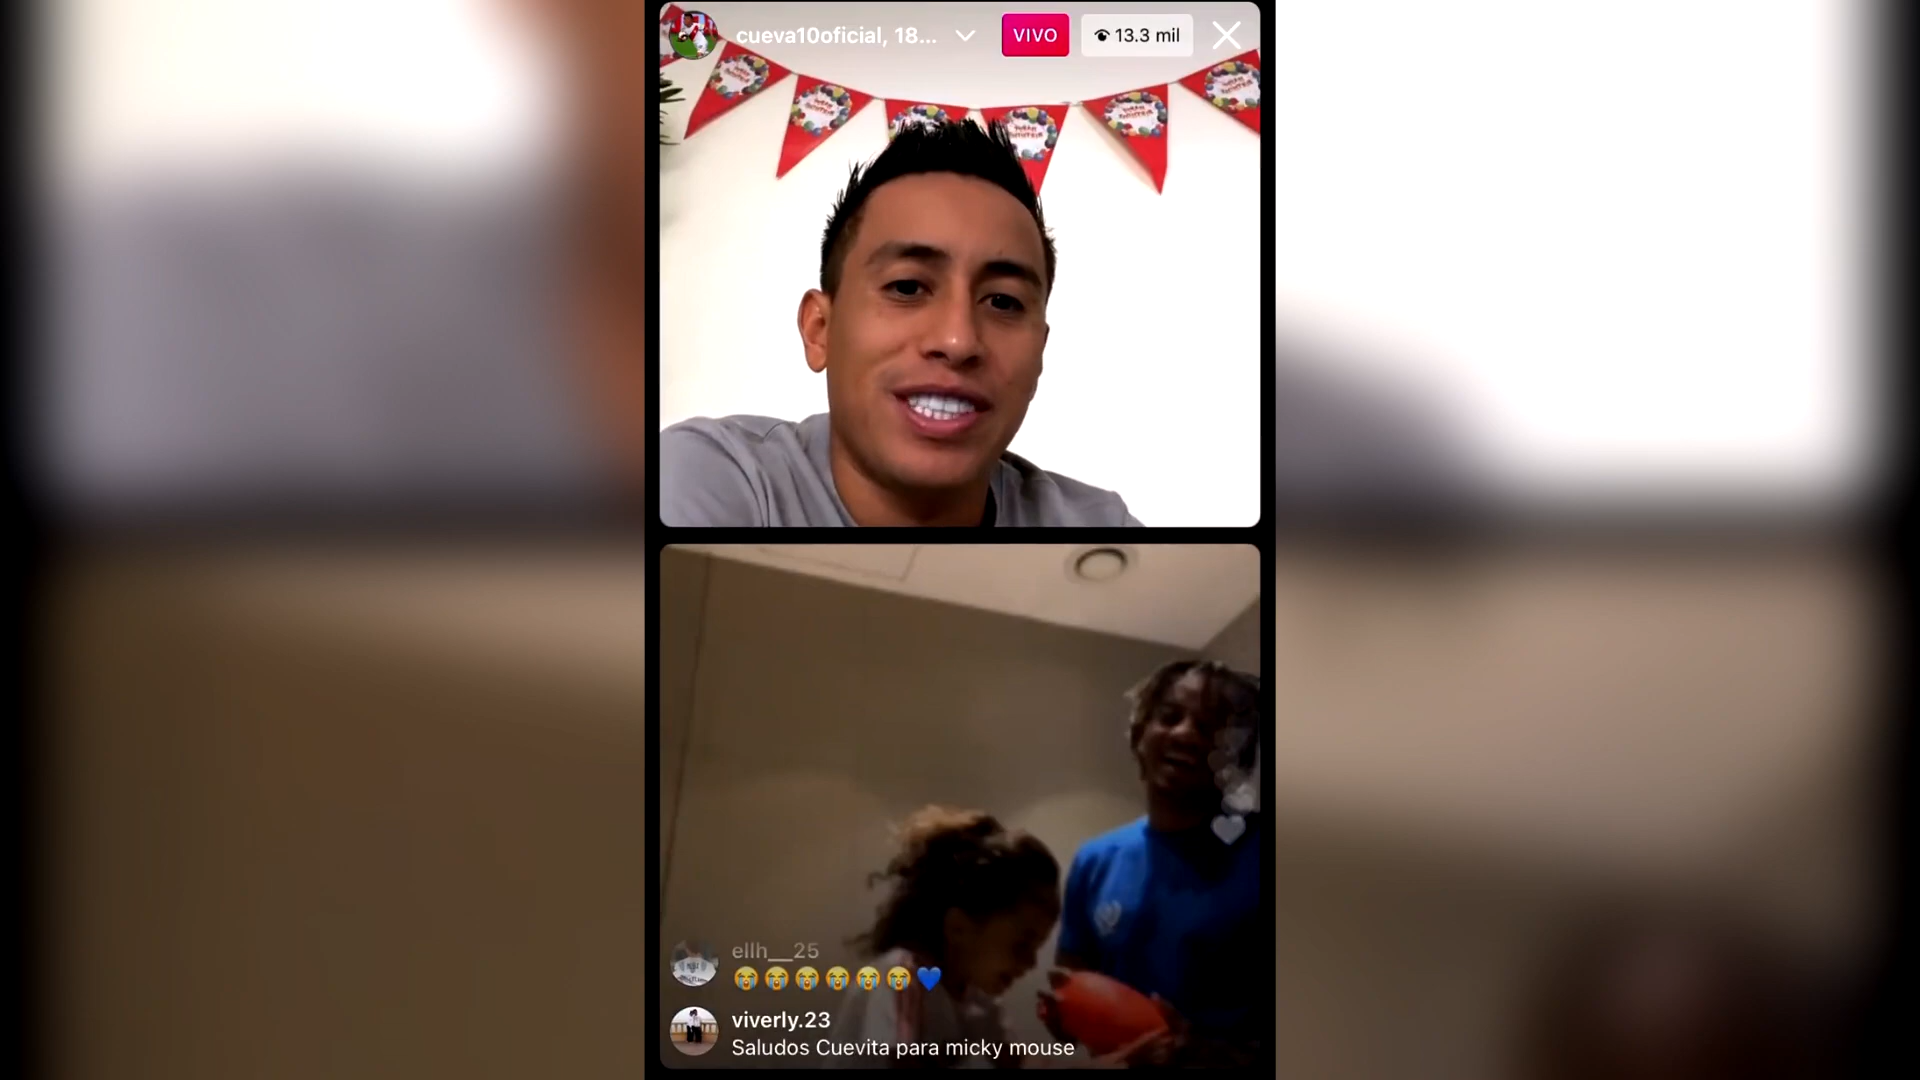 cueva10oficial, 18...
VIVO
13.3 mil
ellh__25
😭😭😭😭😭😭💙
viverly.23
Saludos Cuevita para micky mouse